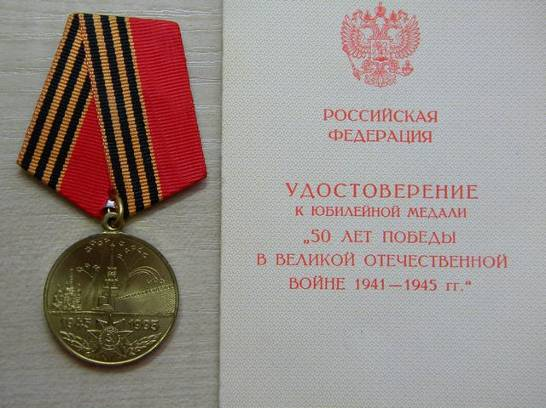 1945 1995
РОССИЙСКАЯ
ФЕДЕРАЦИЯ
УДОСТОВЕРЕНИЕ
К ЮБИЛЕЙНОЙ МЕДАЛИ
„50 ЛЕТ ПОБЕДЫ
В ВЕЛИКОЙ ОТЕЧЕСТВЕННОЙ
ВОЙНЕ 1941—1945 гг.“